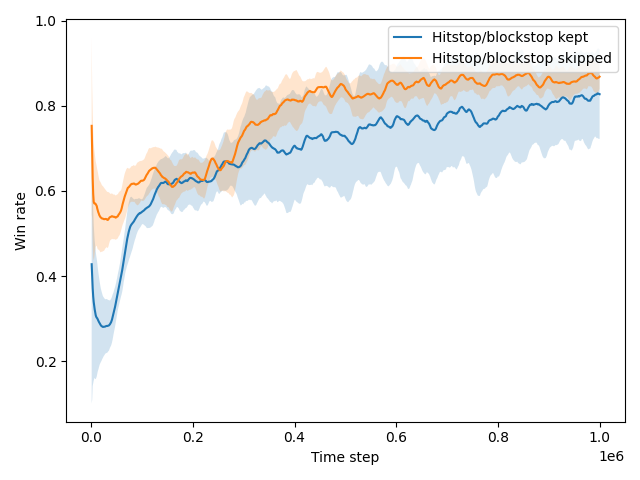 Hitstop/blockstop kept
Hitstop/blockstop skipped
Win rate
1.0
0.8
0.6
0.4
0.2
0.0 0.2 0.4 0.6 0.8 1.0
1e6
Time step